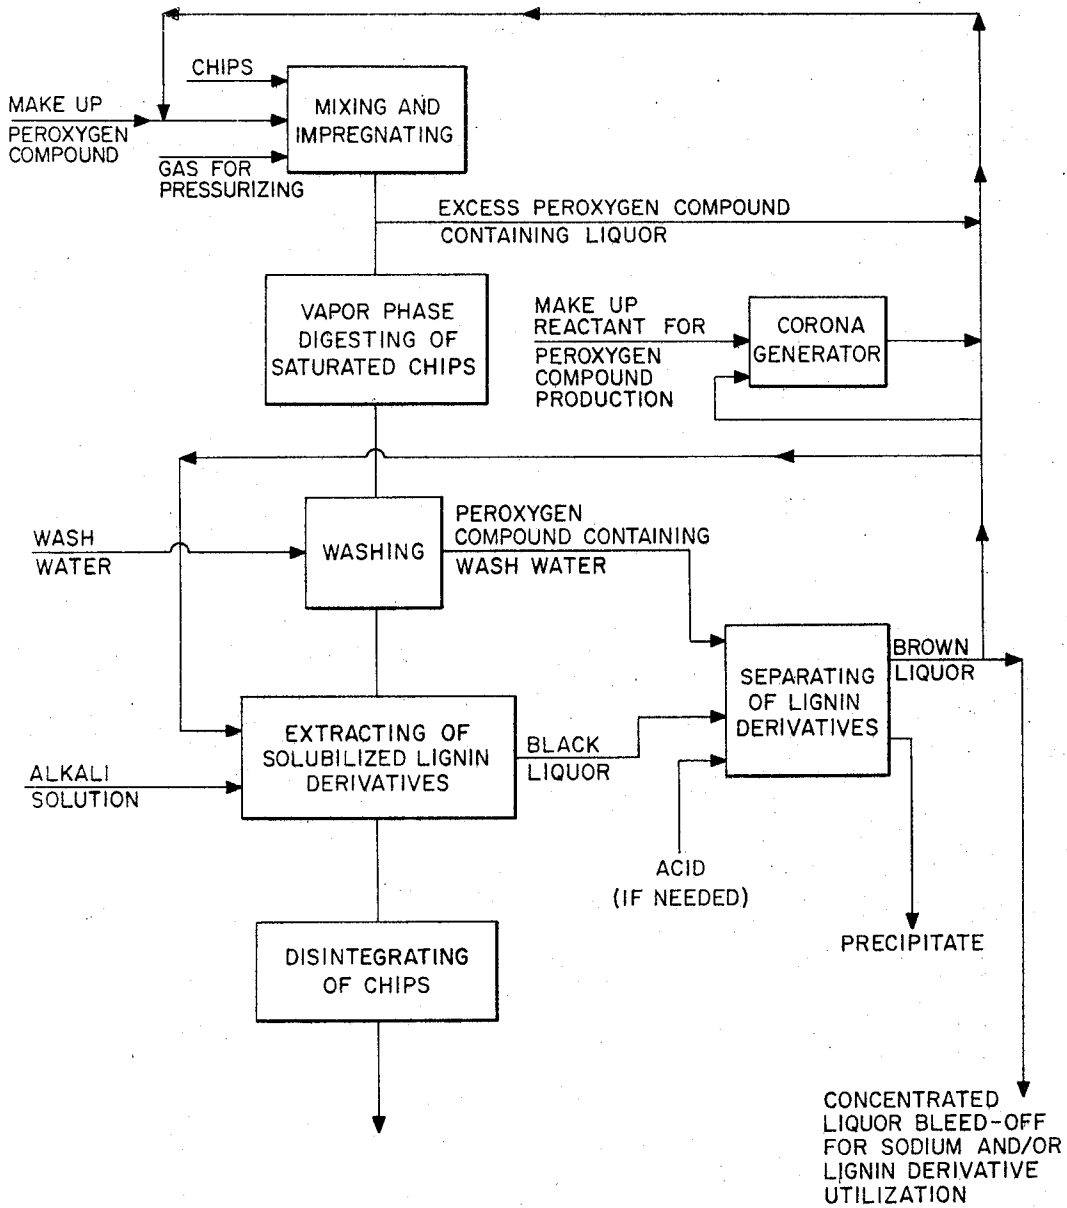 CHIPS
MAKE UP
PEROXYGEN
COMPOUND
GAS FOR
PRESSURIZING
MIXING AND
IMPREGNATING
EXCESS PEROXYGEN COMPOUND
CONTAINING LIQUOR
VAPOR PHASE
DIGESTING OF
SATURATED CHIPS
MAKE UP
REACTANT FOR
PEROXYGEN
COMPOUND
PRODUCTION
CORONA
GENERATOR
WASH
WATER
WASHING
PEROXYGEN
COMPOUND CONTAINING
WASH WATER
BROWN
LIQUOR
SEPARATING
OF LIGNIN
DERIVATIVES
EXTRACTING OF
SOLUBILIZED LIGNIN
DERIVATIVES
BLACK
LIQUOR
ALKALI
SOLUTION
ACID
(IF NEEDED)
PRECIPITATE
DISINTEGRATING
OF CHIPS
CONCENTRATED
LIQUOR BLEED-OFF
FOR SODIUM AND/OR
LIGNIN DERIVATIVE
UTILIZATION